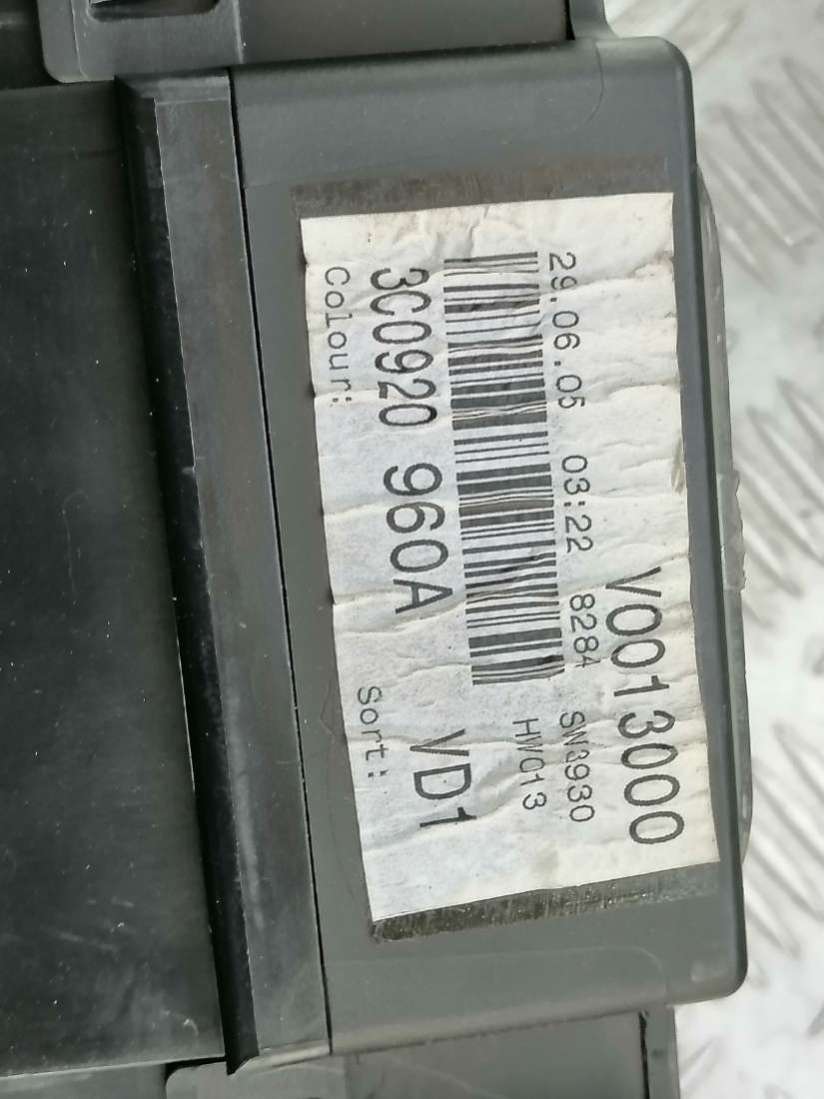 V0013000
29.06.05 03:22 8284 SW3930
HW013
3C0920 960A VD1
Colour: Sort: